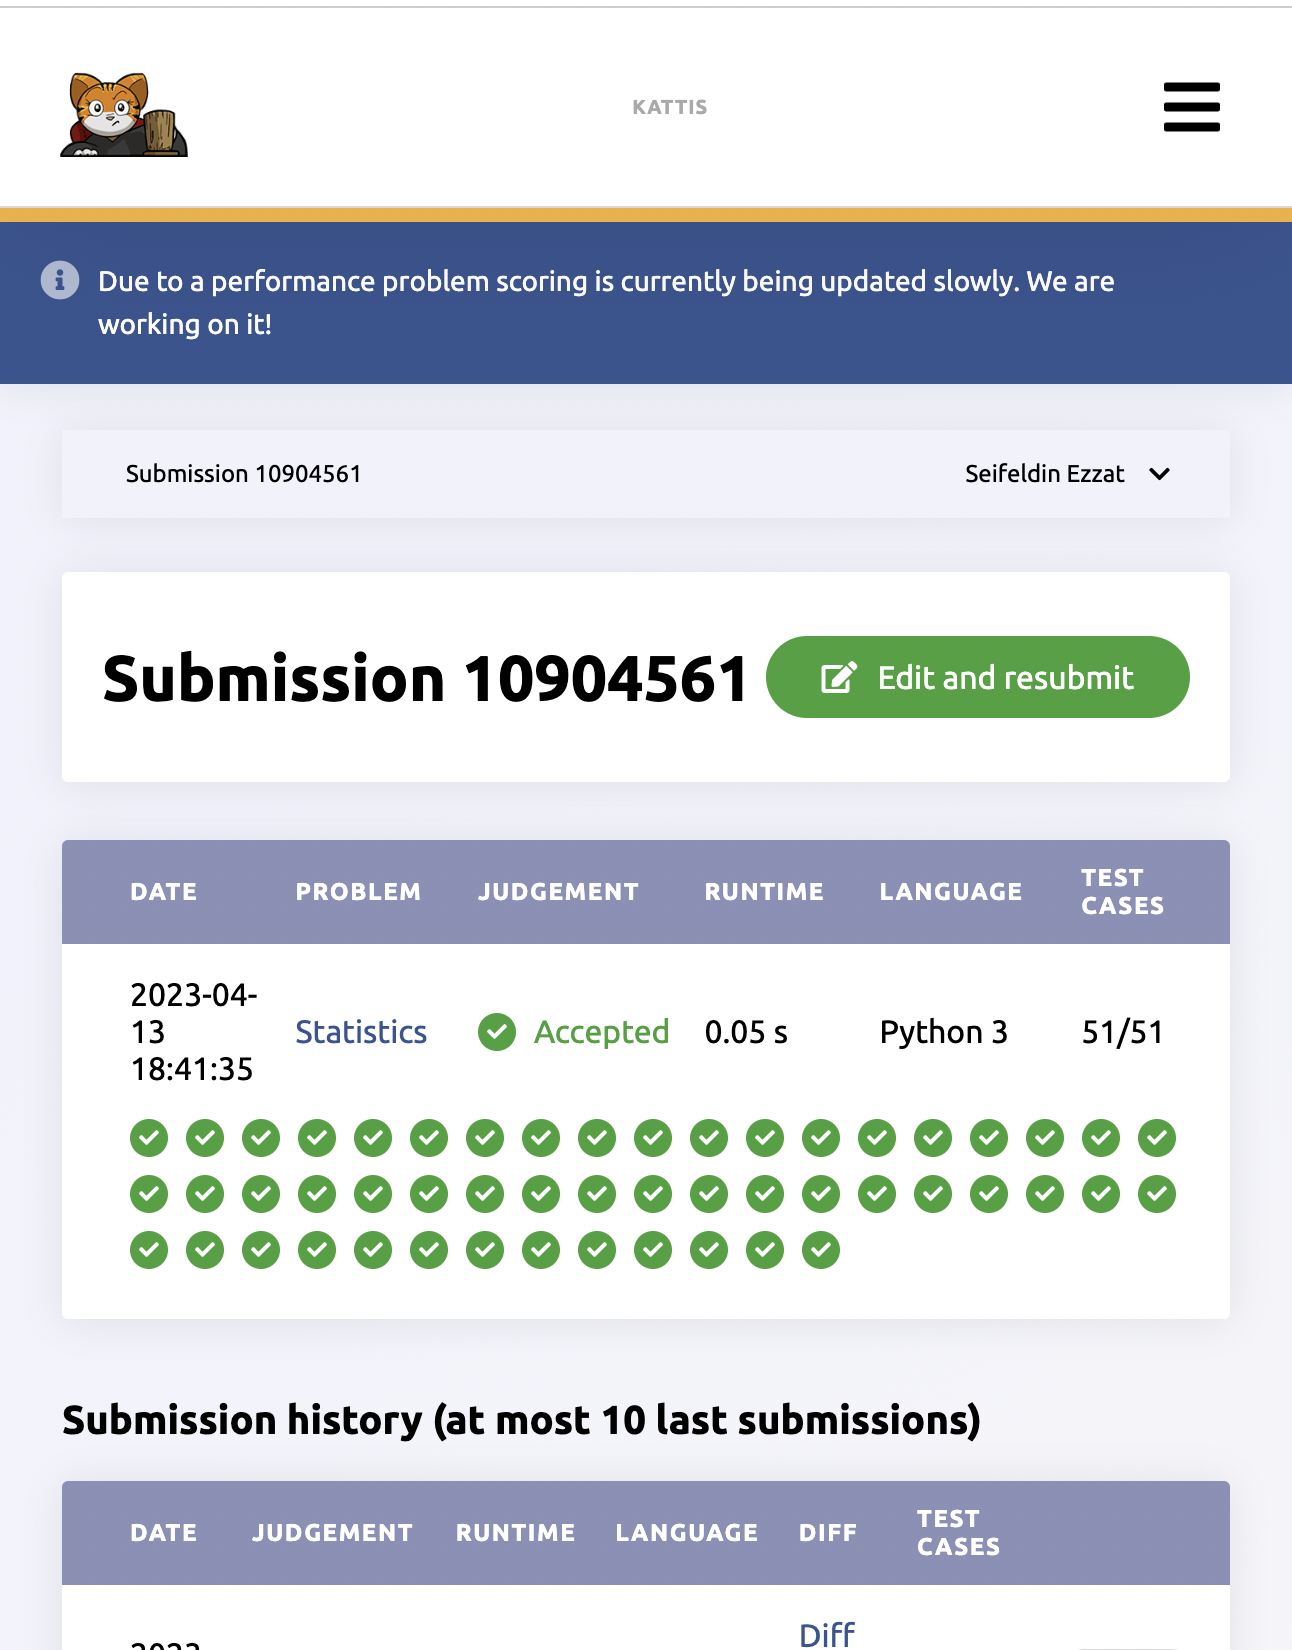 KATTIS
Due to a performance problem scoring is currently being updated slowly. We are
working on it!
Submission 10904561
Seifeldin Ezzat
Submission 10904561
Edit and resubmit
DATE PROBLEM JUDGEMENT RUNTIME LANGUAGE TEST
CASES
2023-04-
13
18:41:35
Statistics Accepted 0.05 s Python 3 51/51
Submission history (at most 10 last submissions)
DATE JUDGEMENT RUNTIME LANGUAGE DIFF TEST
CASES
Diff